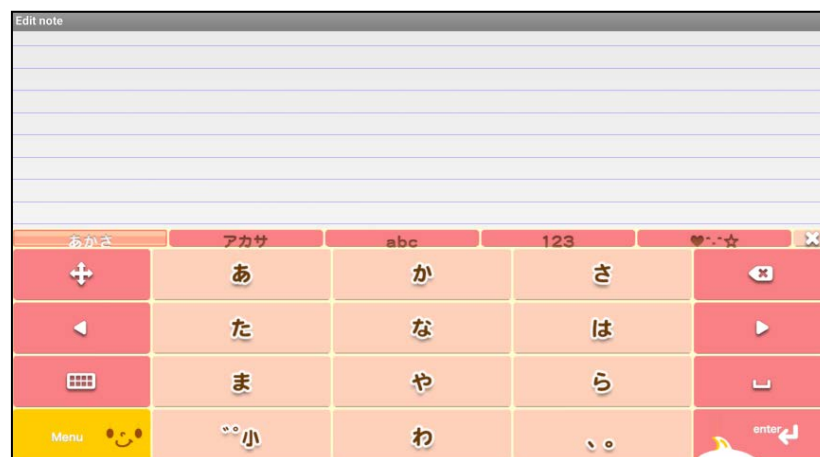 Edit note
あかさ アカサ abc 123 ♥･.･☆
あ か さ
た な は
ま や ら
Menu ゛゜小 わ 、。 enter